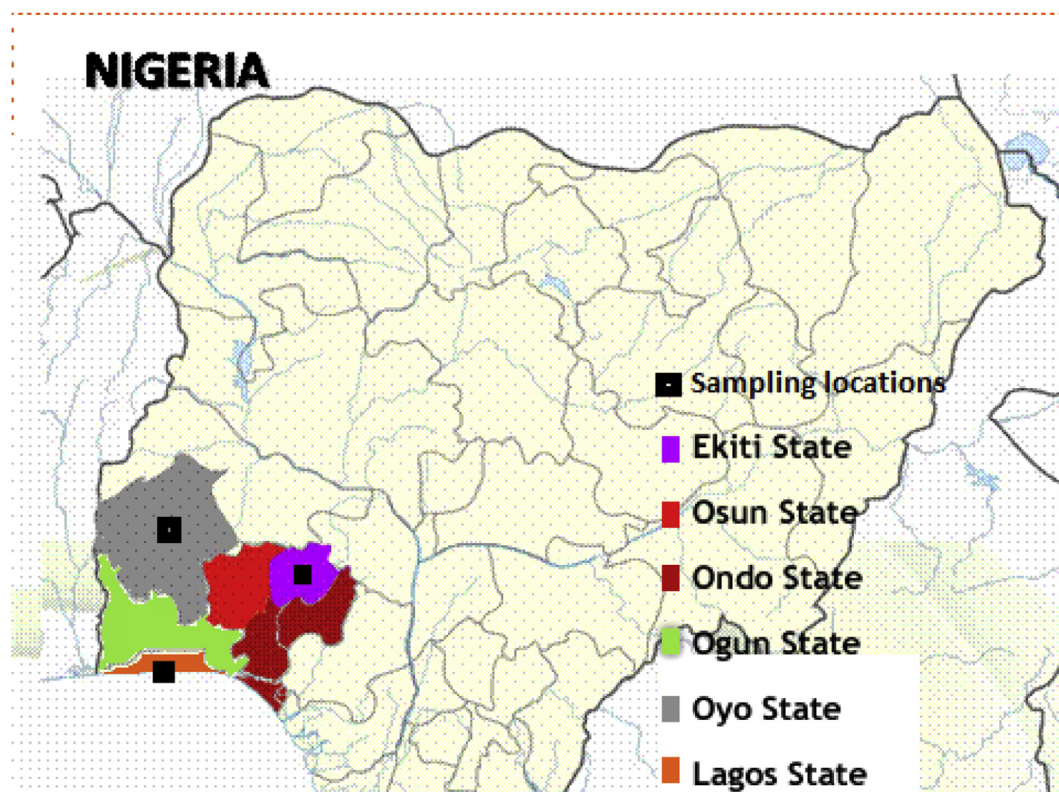 NIGERIA
Sampling locations
Ekiti State
Osun State
Ondo State
Ogun State
Oyo State
Lagos State